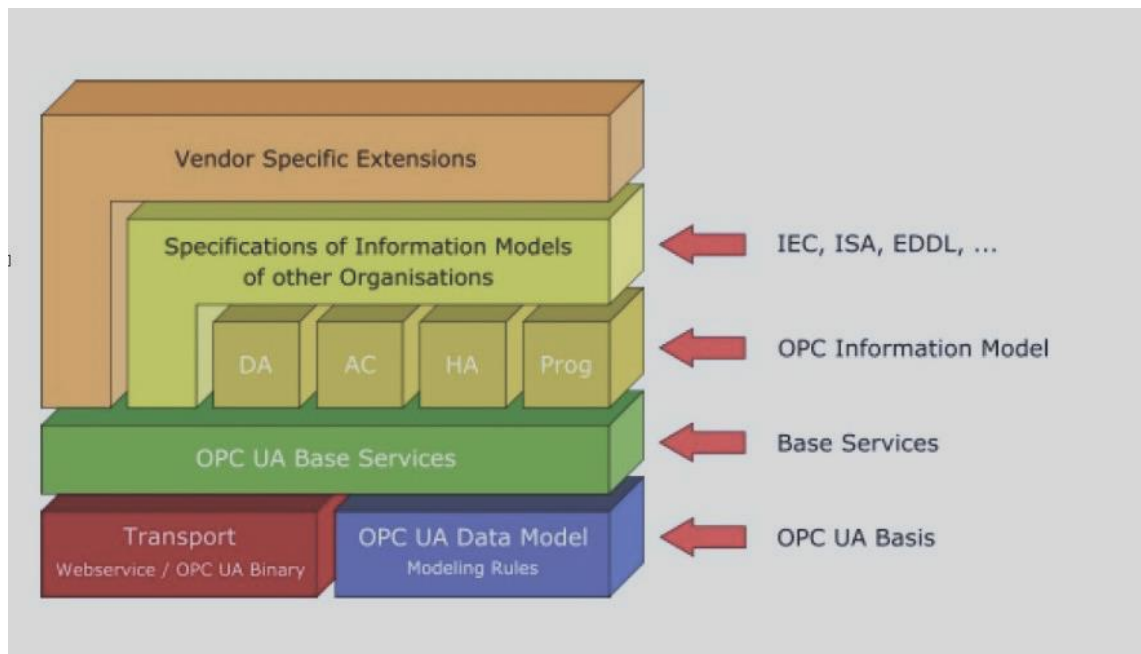 Vendor Specific Extensions
Specifications of Information Models
of other Organisations
IEC, ISA, EDDL, ...
DA
AC
HA
Prog
OPC Information Model
OPC UA Base Services
Base Services
Transport
Webservice / OPC UA Binary
OPC UA Data Model
Modeling Rules
OPC UA Basis